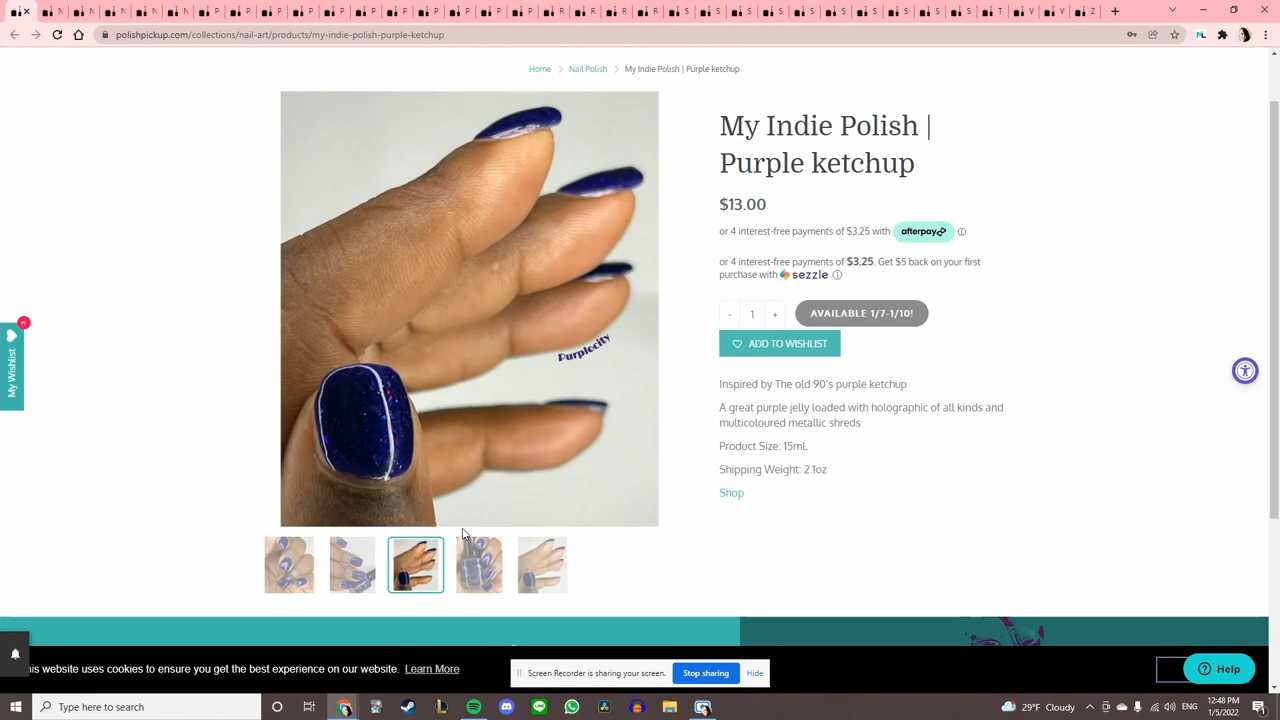 polishpickup.com/collections/nail-art/products/my-indie-polish-purple-ketchup
Home > Nail Polish > My Indie Polish | Purple ketchup
My Indie Polish |
Purple ketchup
$13.00
or 4 interest-free payments of $3.25 with afterpay
or 4 interest-free payments of $3.25. Get $5 back on your first
purchase with sezzle
- 1 + AVAILABLE 1/7-1/10!
ADD TO WISHLIST
Inspired by The old 90's purple ketchup
A great purple jelly loaded with holographic of all kinds and
multicoloured metallic shreds
Product Size: 15mL
Shipping Weight: 2.1oz
Shop
Purplocity
My Wishlist
his website uses cookies to ensure you get the best experience on our website. Learn More
Screen Recorder is sharing your screen. Stop sharing Hide
Help
Type here to search
29°F Cloudy
12:48 PM
1/5/2022